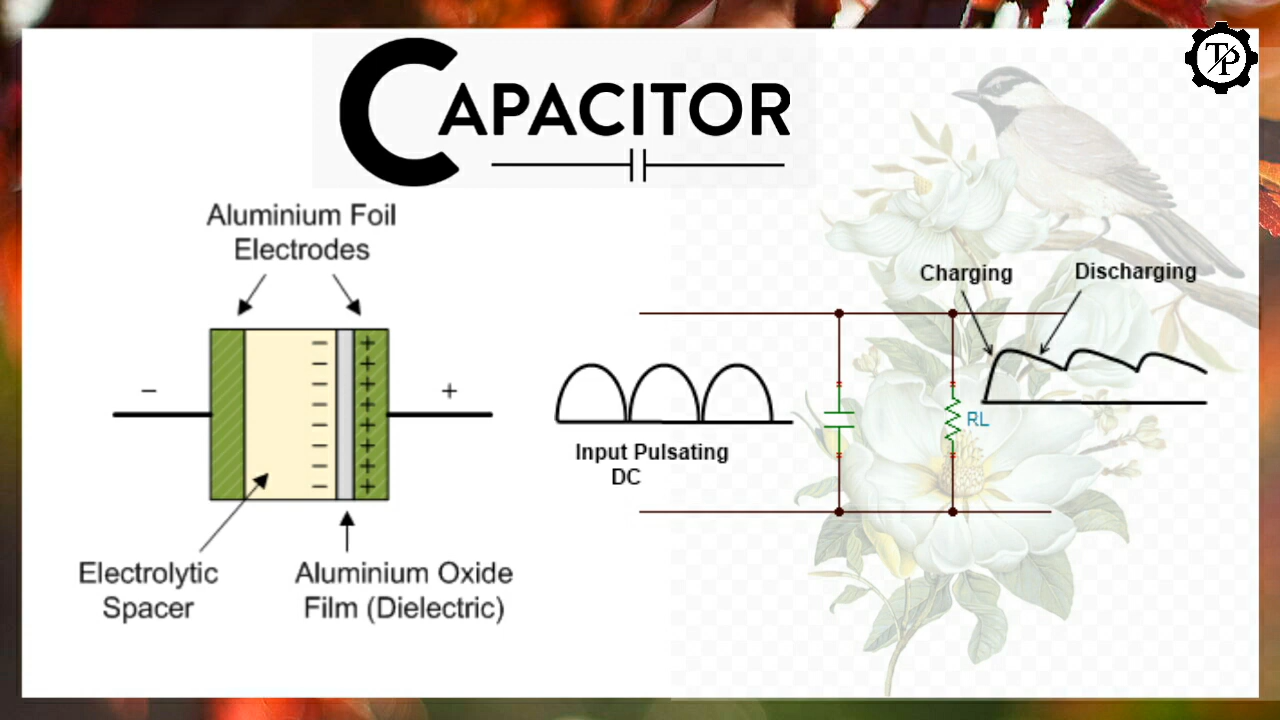 CAPACITOR
TP
Aluminium Foil
Electrodes
Charging
Discharging
−
+
− +
− +
− +
− +
− +
− +
− +
− +
RL
Input Pulsating
DC
Electrolytic
Spacer
Aluminium Oxide
Film (Dielectric)